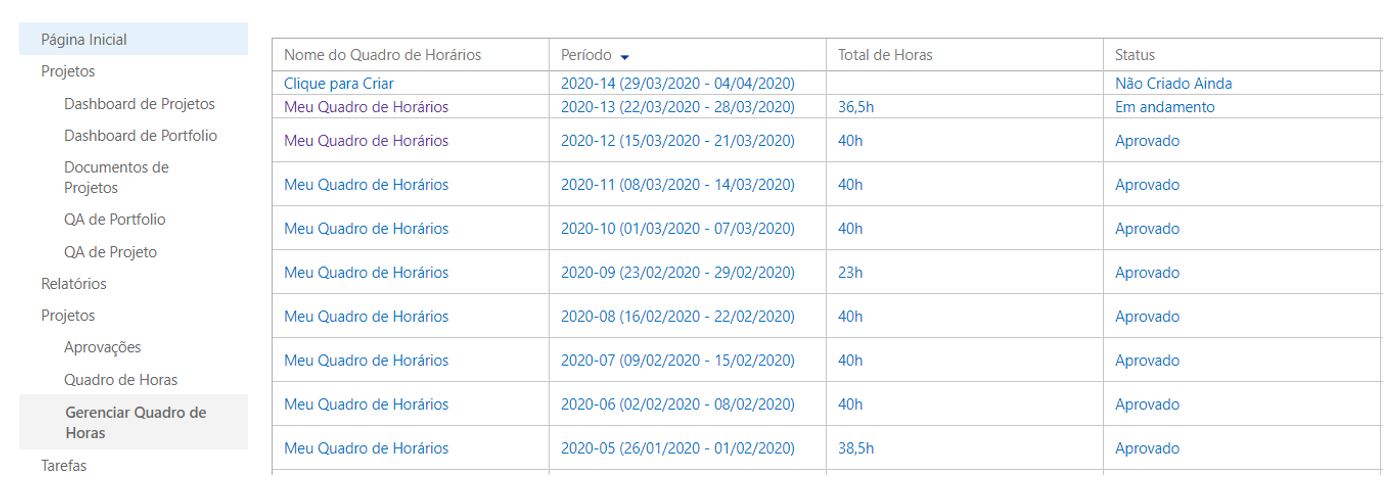 Página Inicial
Projetos
Dashboard de Projetos
Dashboard de Portfolio
Documentos de
Projetos
QA de Portfolio
QA de Projeto
Relatórios
Projetos
Aprovações
Quadro de Horas
Gerenciar Quadro de
Horas
Tarefas
Nome do Quadro de Horários Período Total de Horas Status
Clique para Criar 2020-14 (29/03/2020 - 04/04/2020) Não Criado Ainda
Meu Quadro de Horários 2020-13 (22/03/2020 - 28/03/2020) 36,5h Em andamento
Meu Quadro de Horários 2020-12 (15/03/2020 - 21/03/2020) 40h Aprovado
Meu Quadro de Horários 2020-11 (08/03/2020 - 14/03/2020) 40h Aprovado
Meu Quadro de Horários 2020-10 (01/03/2020 - 07/03/2020) 40h Aprovado
Meu Quadro de Horários 2020-09 (23/02/2020 - 29/02/2020) 23h Aprovado
Meu Quadro de Horários 2020-08 (16/02/2020 - 22/02/2020) 40h Aprovado
Meu Quadro de Horários 2020-07 (09/02/2020 - 15/02/2020) 40h Aprovado
Meu Quadro de Horários 2020-06 (02/02/2020 - 08/02/2020) 40h Aprovado
Meu Quadro de Horários 2020-05 (26/01/2020 - 01/02/2020) 38,5h Aprovado